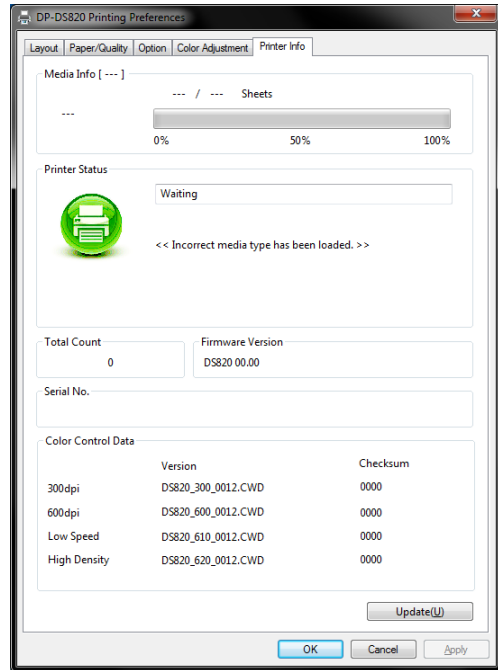 DP-DS820 Printing Preferences
Layout Paper/Quality Option Color Adjustment Printer Info
Media Info [ --- ]
--- / --- Sheets
---
0% 50% 100%
Printer Status
Waiting
<< Incorrect media type has been loaded. >>
Total Count Firmware Version
0 DS820 00.00
Serial No.
Color Control Data
Version Checksum
300dpi DS820_300_0012.CWD 0000
600dpi DS820_600_0012.CWD 0000
Low Speed DS820_610_0012.CWD 0000
High Density DS820_620_0012.CWD 0000
Update(U)
OK Cancel Apply